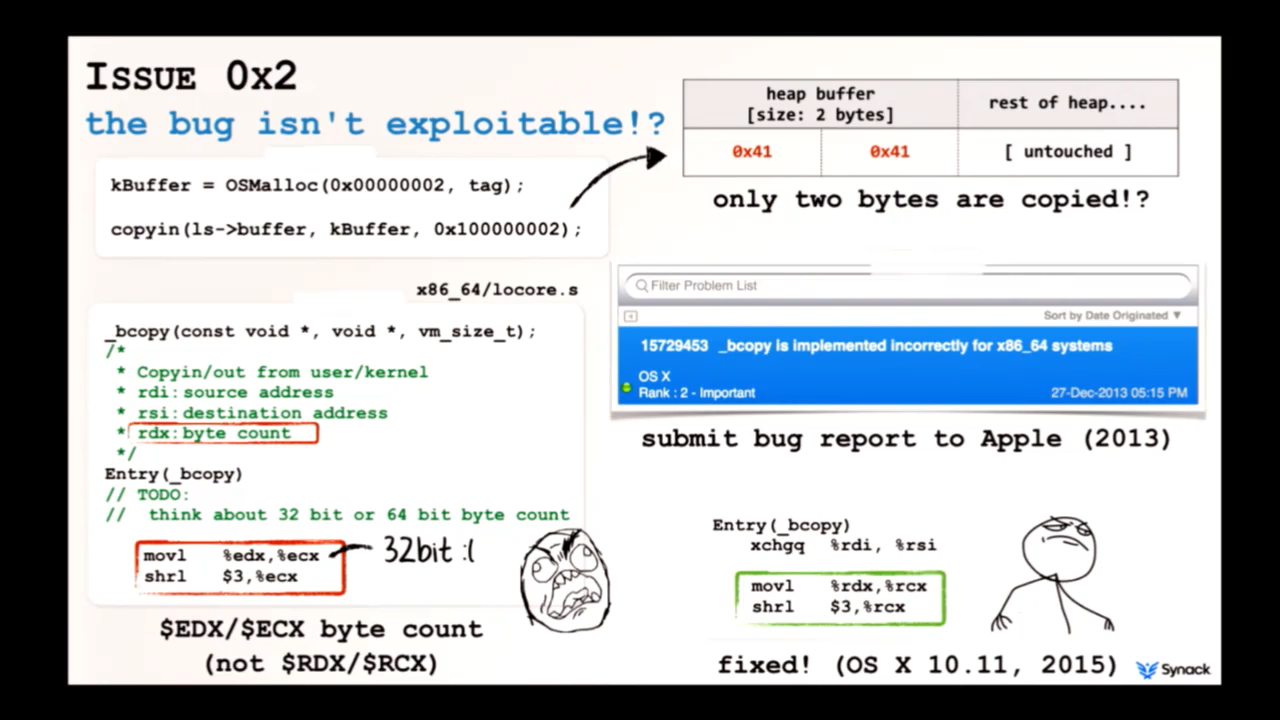 ISSUE 0x2
the bug isn't exploitable!?
kBuffer = OSMalloc(0x00000002, tag);
copyin(ls->buffer, kBuffer, 0x100000002);
heap buffer
[size: 2 bytes]
rest of heap....
0x41
0x41
[ untouched ]
only two bytes are copied!?
x86_64/locore.s
_bcopy(const void *, void *, vm_size_t);
/*
* Copyin/out from user/kernel
* rdi:source address
* rsi:destination address
* rdx:byte count
*/
Entry(_bcopy)
// TODO:
// think about 32 bit or 64 bit byte count
movl %edx,%ecx
shrl $3,%ecx
32bit :(
$EDX/$ECX byte count
(not $RDX/$RCX)
Filter Problem List
Sort by Date Originated ▼
15729453 _bcopy is implemented incorrectly for x86_64 systems
OS X
Rank : 2 - Important
27-Dec-2013 05:15 PM
submit bug report to Apple (2013)
Entry(_bcopy)
xchgq %rdi, %rsi
movl %rdx,%rcx
shrl $3,%rcx
fixed! (OS X 10.11, 2015)
Synack